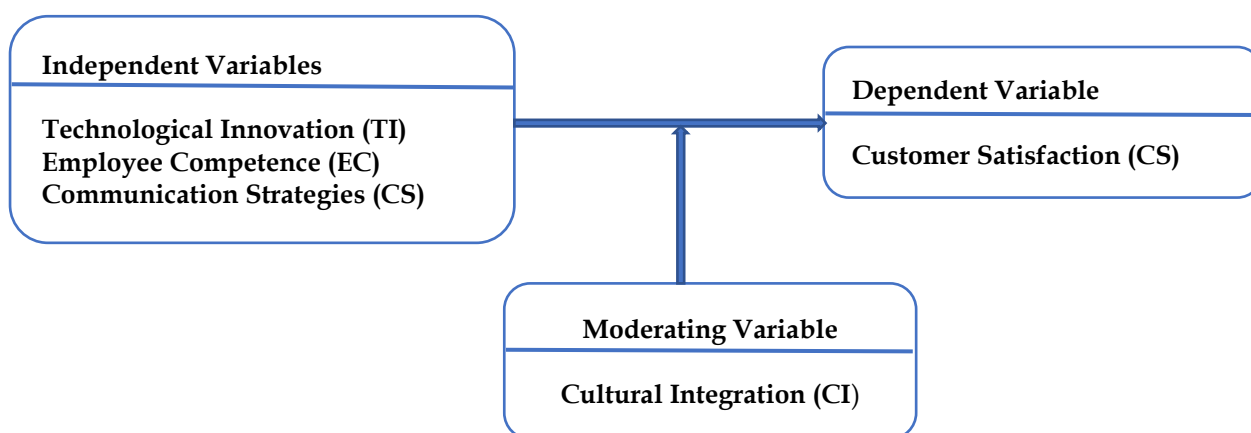 Independent Variables
Technological Innovation (TI)
Employee Competence (EC)
Communication Strategies (CS)
Dependent Variable
Customer Satisfaction (CS)
Moderating Variable
Cultural Integration (CI)